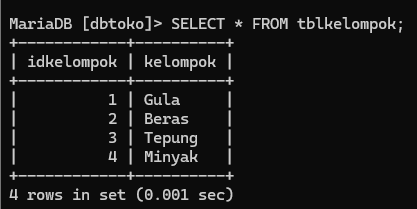 MariaDB [dbtoko]> SELECT * FROM tblkelompok;
+------------+----------+
| idkelompok | kelompok |
+------------+----------+
|          1 | Gula     |
|          2 | Beras    |
|          3 | Tepung   |
|          4 | Minyak   |
+------------+----------+
4 rows in set (0.001 sec)